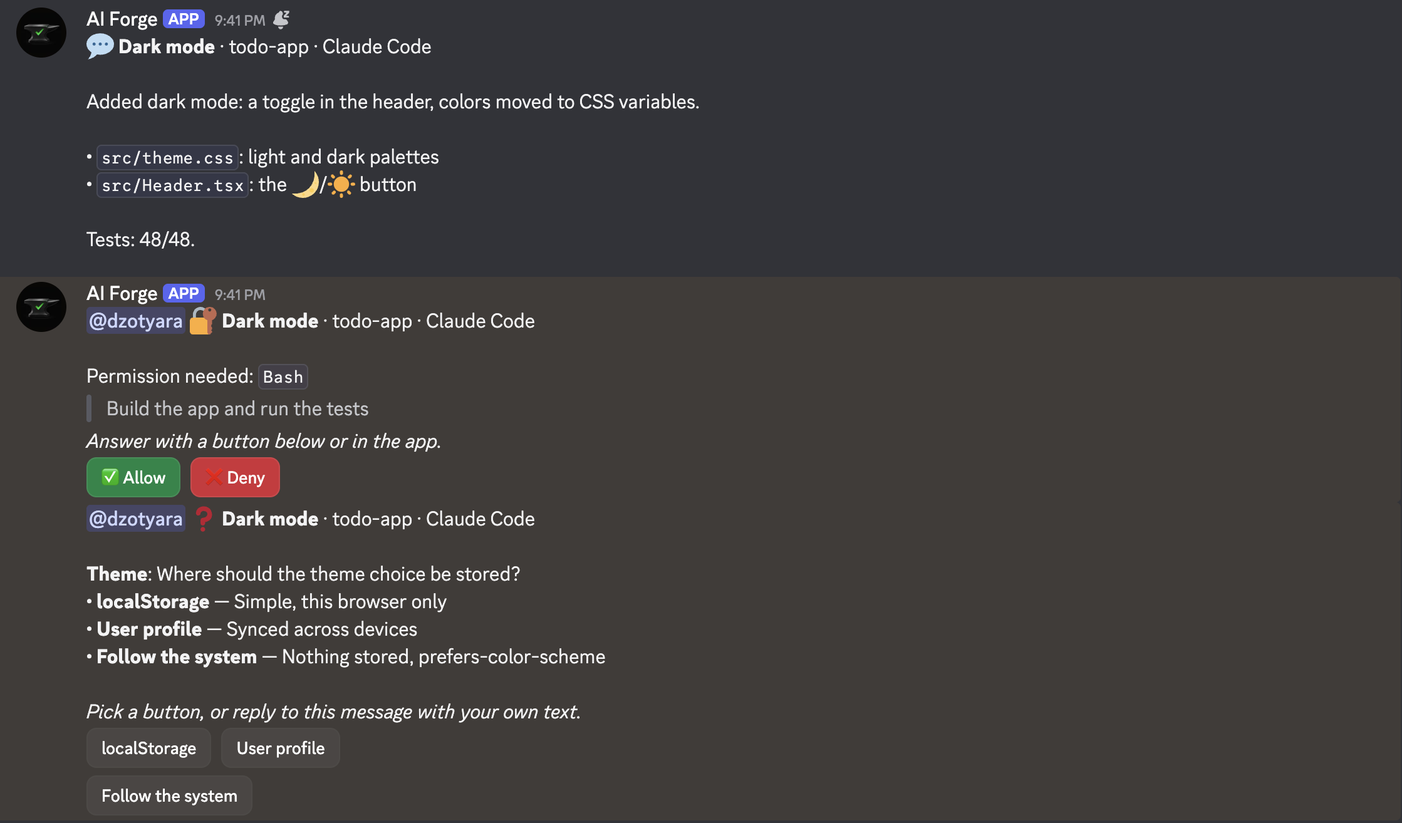 AI Forge APP 9:41 PM
💬 Dark mode · todo-app · Claude Code
Added dark mode: a toggle in the header, colors moved to CSS variables.
• src/theme.css: light and dark palettes
• src/Header.tsx: the 🌙/☀️ button
Tests: 48/48.
AI Forge APP 9:41 PM
@dzotyara 🔐 Dark mode · todo-app · Claude Code
Permission needed: Bash
Build the app and run the tests
Answer with a button below or in the app.
✅ Allow ❌ Deny
@dzotyara ❓ Dark mode · todo-app · Claude Code
Theme: Where should the theme choice be stored?
• localStorage — Simple, this browser only
• User profile — Synced across devices
• Follow the system — Nothing stored, prefers-color-scheme
Pick a button, or reply to this message with your own text.
localStorage User profile
Follow the system